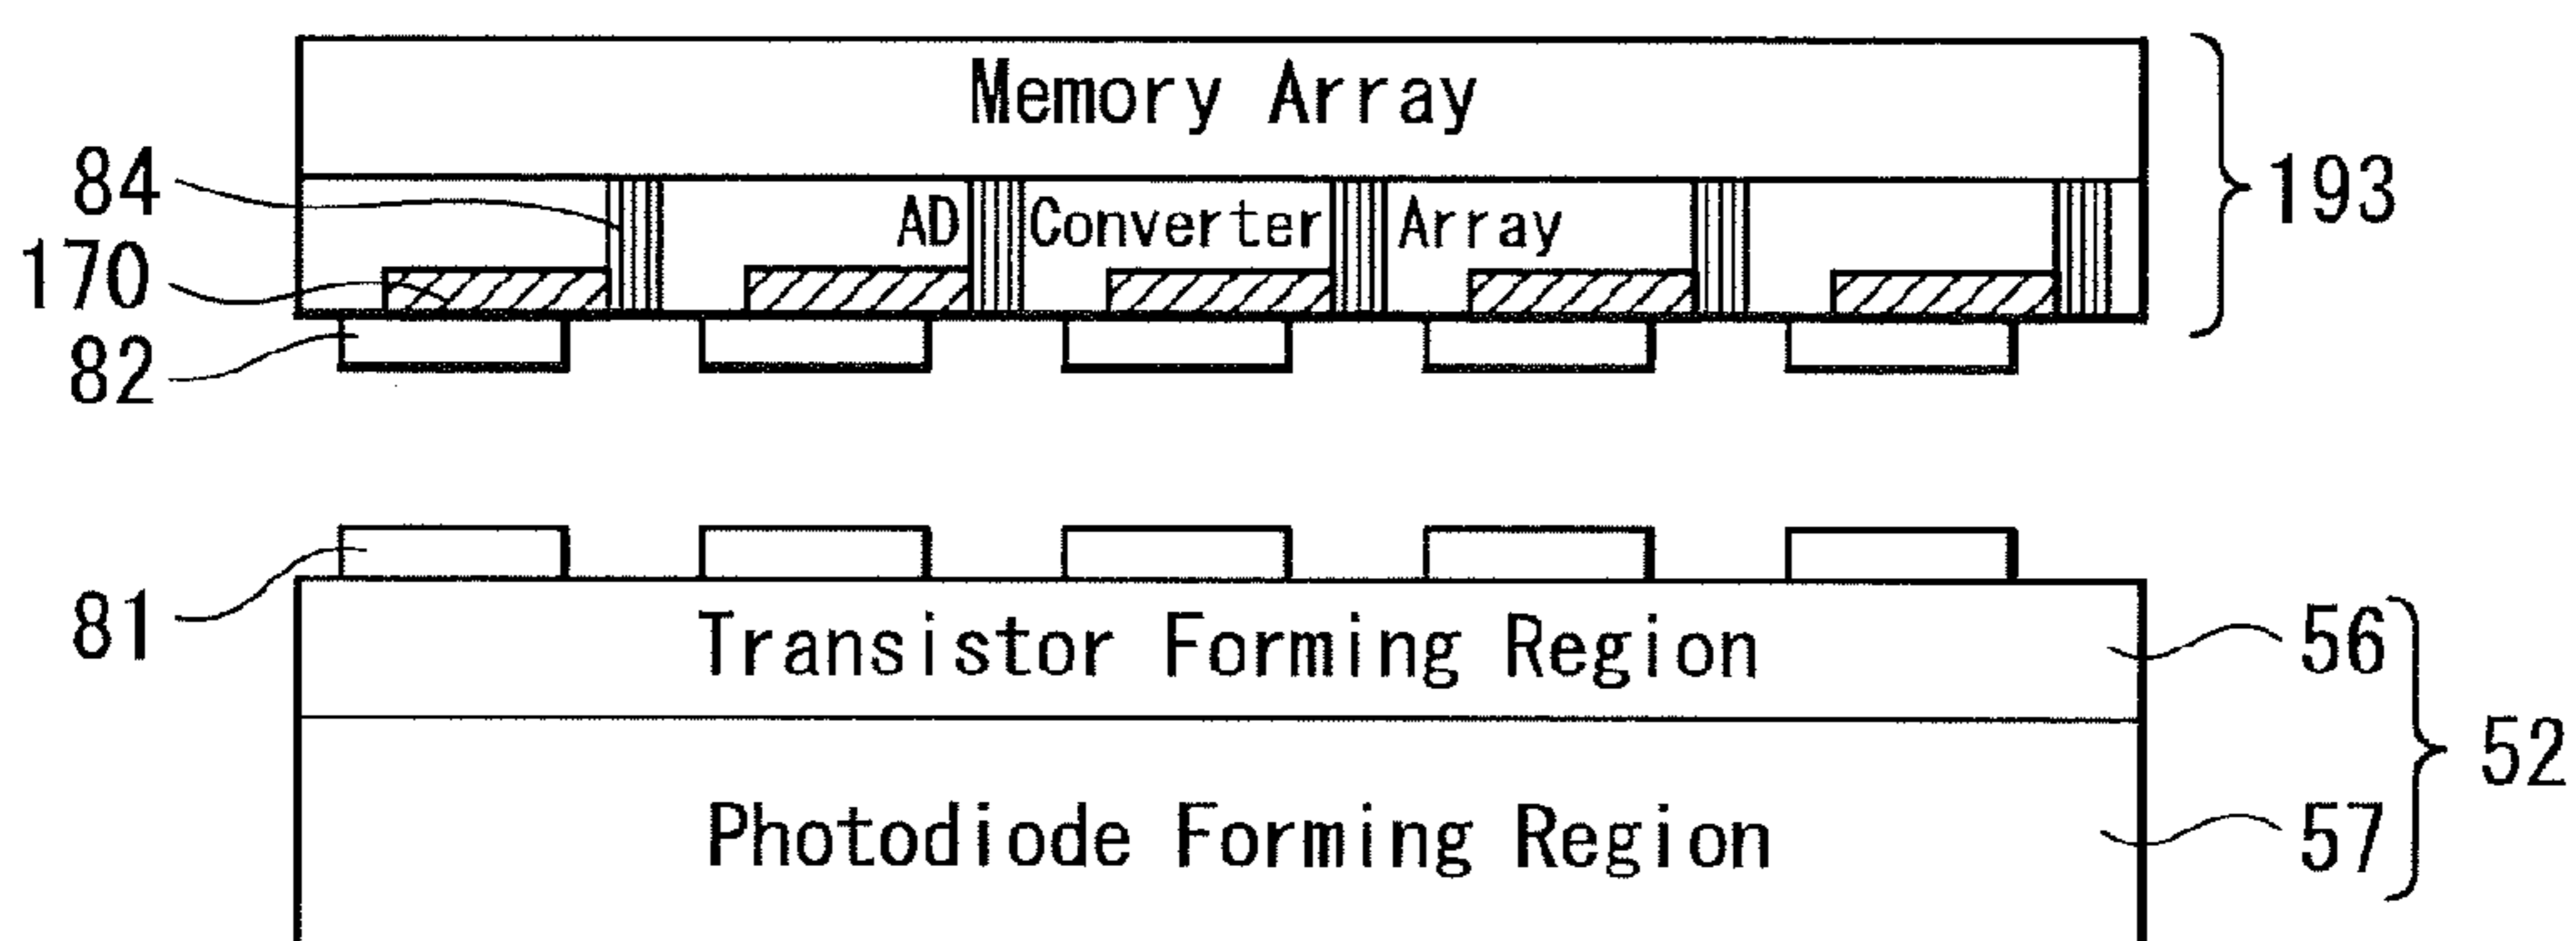 Memory Array
84
193
AD Converter Array
170
82
81
Transistor Forming Region
56
52
Photodiode Forming Region
57